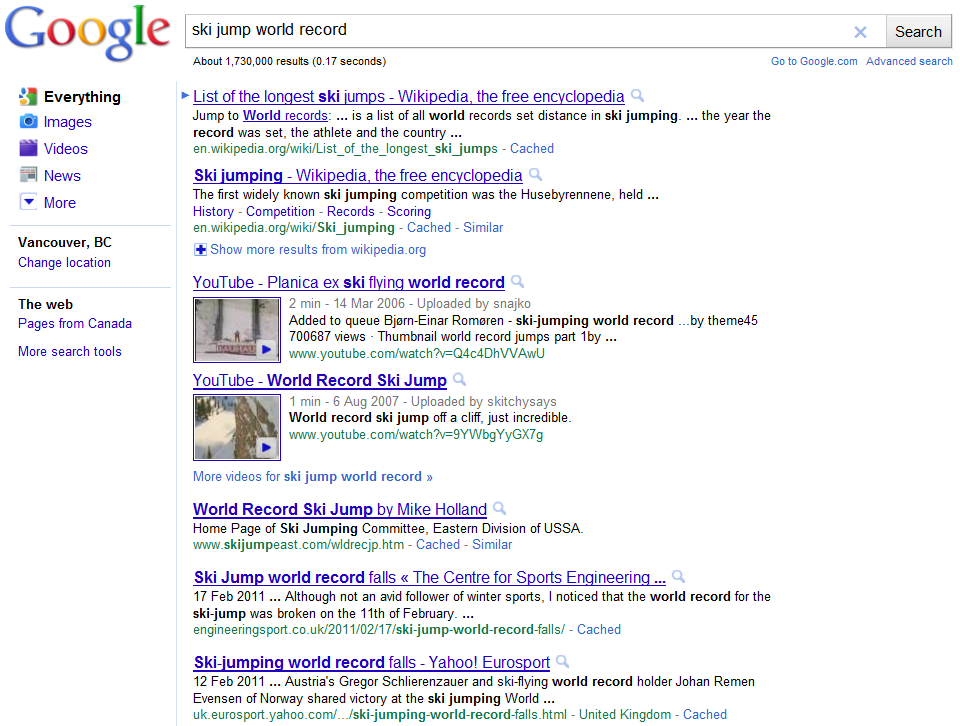 Google
ski jump world record
Search
About 1,730,000 results (0.17 seconds)
Go to Google.com Advanced search
Everything
Images
Videos
News
More
Vancouver, BC
Change location
The web
Pages from Canada
More search tools
List of the longest ski jumps - Wikipedia, the free encyclopedia
Jump to World records: ... is a list of all world records set distance in ski jumping. ... the year the
record was set, the athlete and the country ...
en.wikipedia.org/wiki/List_of_the_longest_ski_jumps - Cached
Ski jumping - Wikipedia, the free encyclopedia
The first widely known ski jumping competition was the Husebyrennene, held ...
History - Competition - Records - Scoring
en.wikipedia.org/wiki/Ski_jumping - Cached - Similar
Show more results from wikipedia.org
YouTube - Planica ex ski flying world record
2 min - 14 Mar 2006 - Uploaded by snajko
Added to queue Bjørn-Einar Romøren - ski-jumping world record ...by theme45
700687 views · Thumbnail world record jumps part 1by ...
www.youtube.com/watch?v=Q4c4DhVVAwU
YouTube - World Record Ski Jump
1 min - 6 Aug 2007 - Uploaded by skitchysays
World record ski jump off a cliff, just incredible.
www.youtube.com/watch?v=9YWbgYyGX7g
More videos for ski jump world record »
World Record Ski Jump by Mike Holland
Home Page of Ski Jumping Committee, Eastern Division of USSA.
www.skijumpeast.com/wldrecjp.htm - Cached - Similar
Ski Jump world record falls « The Centre for Sports Engineering ...
17 Feb 2011 ... Although not an avid follower of winter sports, I noticed that the world record for the
ski-jump was broken on the 11th of February. ...
engineeringsport.co.uk/2011/02/17/ski-jump-world-record-falls/ - Cached
Ski-jumping world record falls - Yahoo! Eurosport
12 Feb 2011 ... Austria's Gregor Schlierenzauer and ski-flying world record holder Johan Remen
Evensen of Norway shared victory at the ski jumping World ...
uk.eurosport.yahoo.com/.../ski-jumping-world-record-falls.html - United Kingdom - Cached